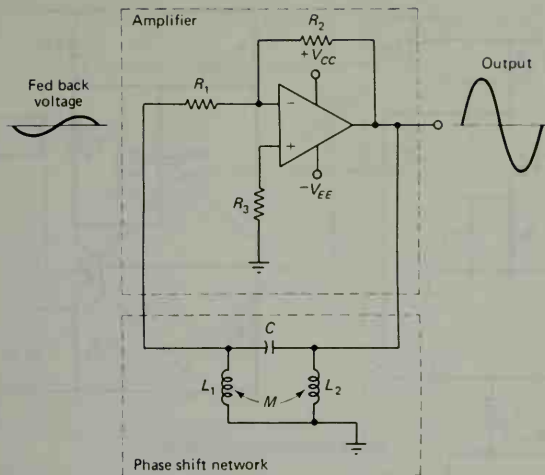 Amplifier
R2
+VCC
Output
Fed back
voltage
R1
−
+
−VEE
R3
C
L1
M
L2
Phase shift network